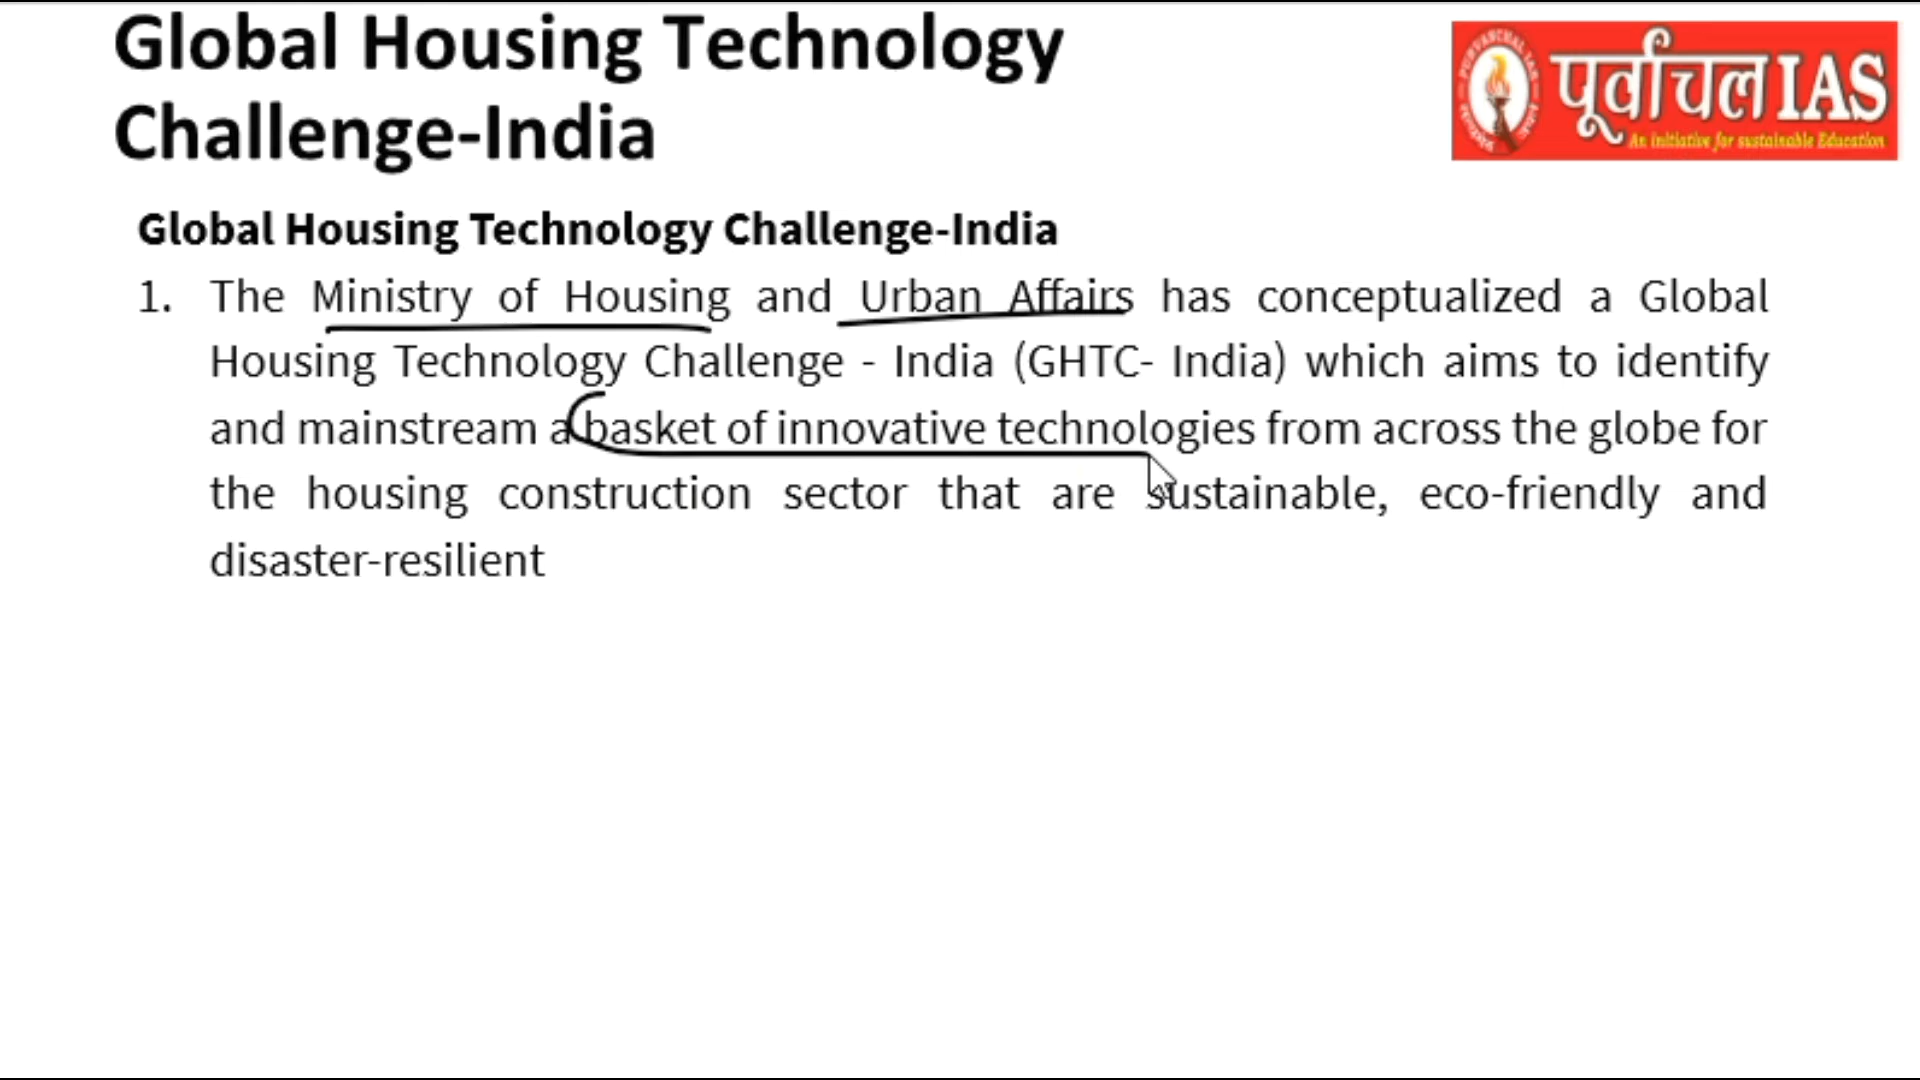 Global Housing Technology
Challenge-India
पूर्वांचल IAS
An initiative for sustainable Education
Global Housing Technology Challenge-India
1. The Ministry of Housing and Urban Affairs has conceptualized a Global
Housing Technology Challenge - India (GHTC- India) which aims to identify
and mainstream a basket of innovative technologies from across the globe for
the housing construction sector that are sustainable, eco-friendly and
disaster-resilient